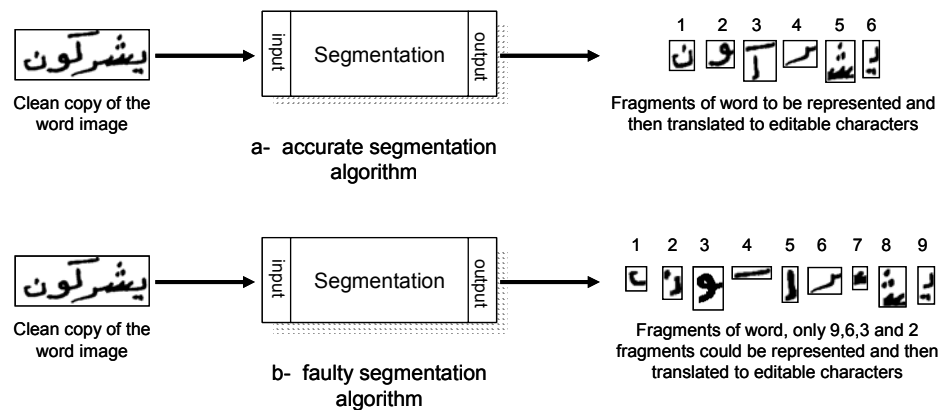 1 2 3 4 5 6
يشركون
input
Segmentation
output
ن و ر ي
Clean copy of the
word image
Fragments of word to be represented and
then translated to editable characters
a- accurate segmentation
algorithm
1 2 3 4 5 6 7 8 9
يشركون
input
Segmentation
output
Clean copy of the
word image
Fragments of word, only 9,6,3 and 2
fragments could be represented and then
translated to editable characters
b- faulty segmentation
algorithm